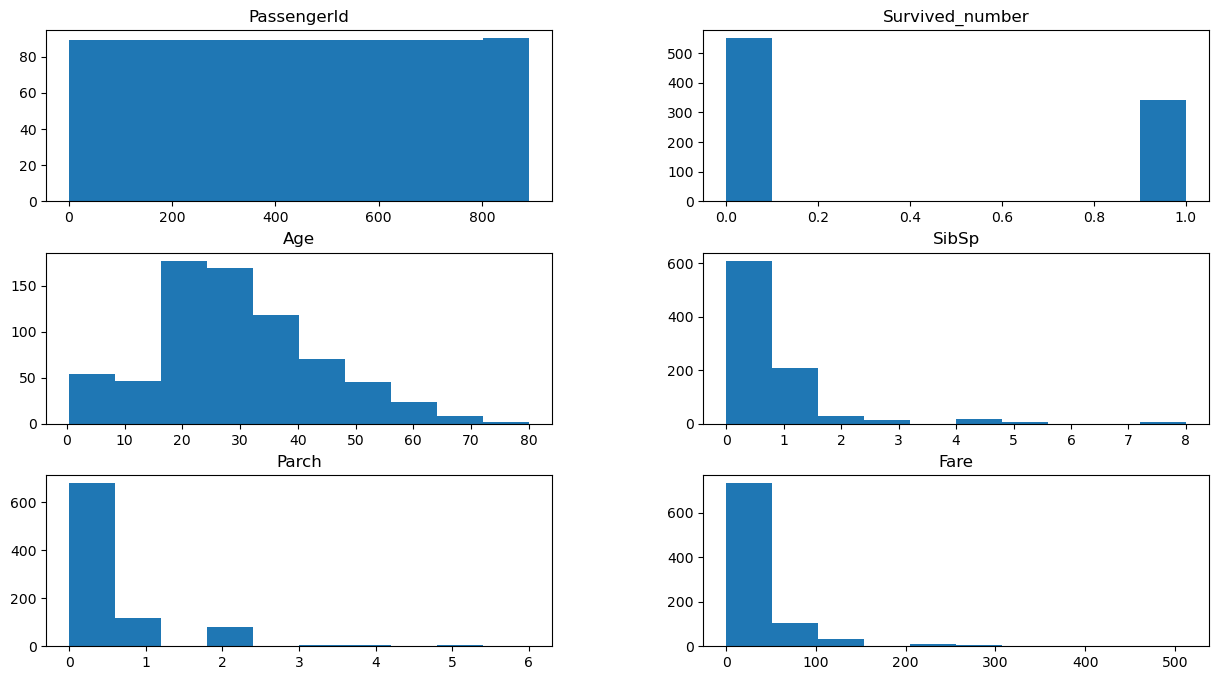 PassengerId
80
60
40
20
0
0 200 400 600 800
Survived_number
500
400
300
200
100
0
0.0 0.2 0.4 0.6 0.8 1.0
Age
150
100
50
0
0 10 20 30 40 50 60 70 80
SibSp
600
400
200
0
0 1 2 3 4 5 6 7 8
Parch
600
400
200
0
0 1 2 3 4 5 6
Fare
600
400
200
0
0 100 200 300 400 500